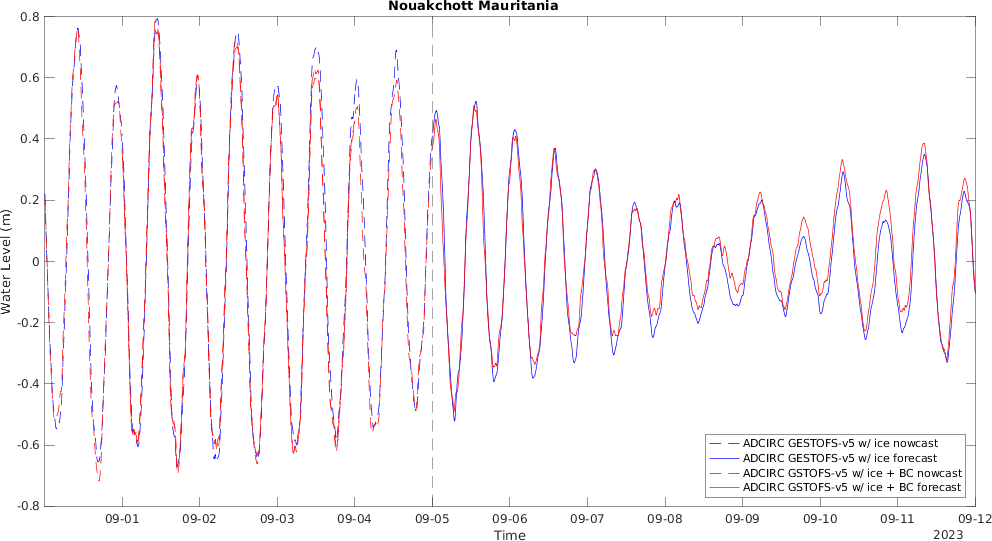 Nouakchott Mauritania
0.8
0.6
0.4
0.2
0
-0.2
-0.4
-0.6
-0.8
Water Level (m)
ADCIRC GESTOFS-v5 w/ ice nowcast
ADCIRC GESTOFS-v5 w/ ice forecast
ADCIRC GSTOFS-v5 w/ ice + BC nowcast
ADCIRC GSTOFS-v5 w/ ice + BC forecast
09-01 09-02 09-03 09-04 09-05 09-06 09-07 09-08 09-09 09-10 09-11 09-12
Time
2023